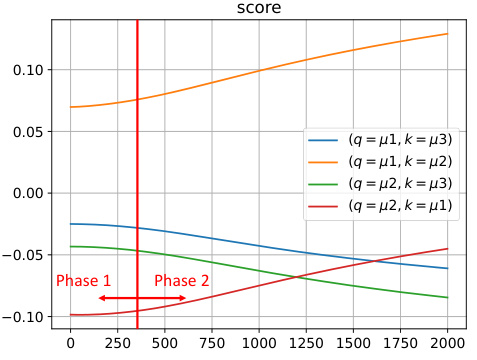 score
0.10
0.05
0.00
−0.05
−0.10
(q = μ1, k = μ3)
(q = μ1, k = μ2)
(q = μ2, k = μ3)
(q = μ2, k = μ1)
Phase 1 Phase 2
0 250 500 750 1000 1250 1500 1750 2000